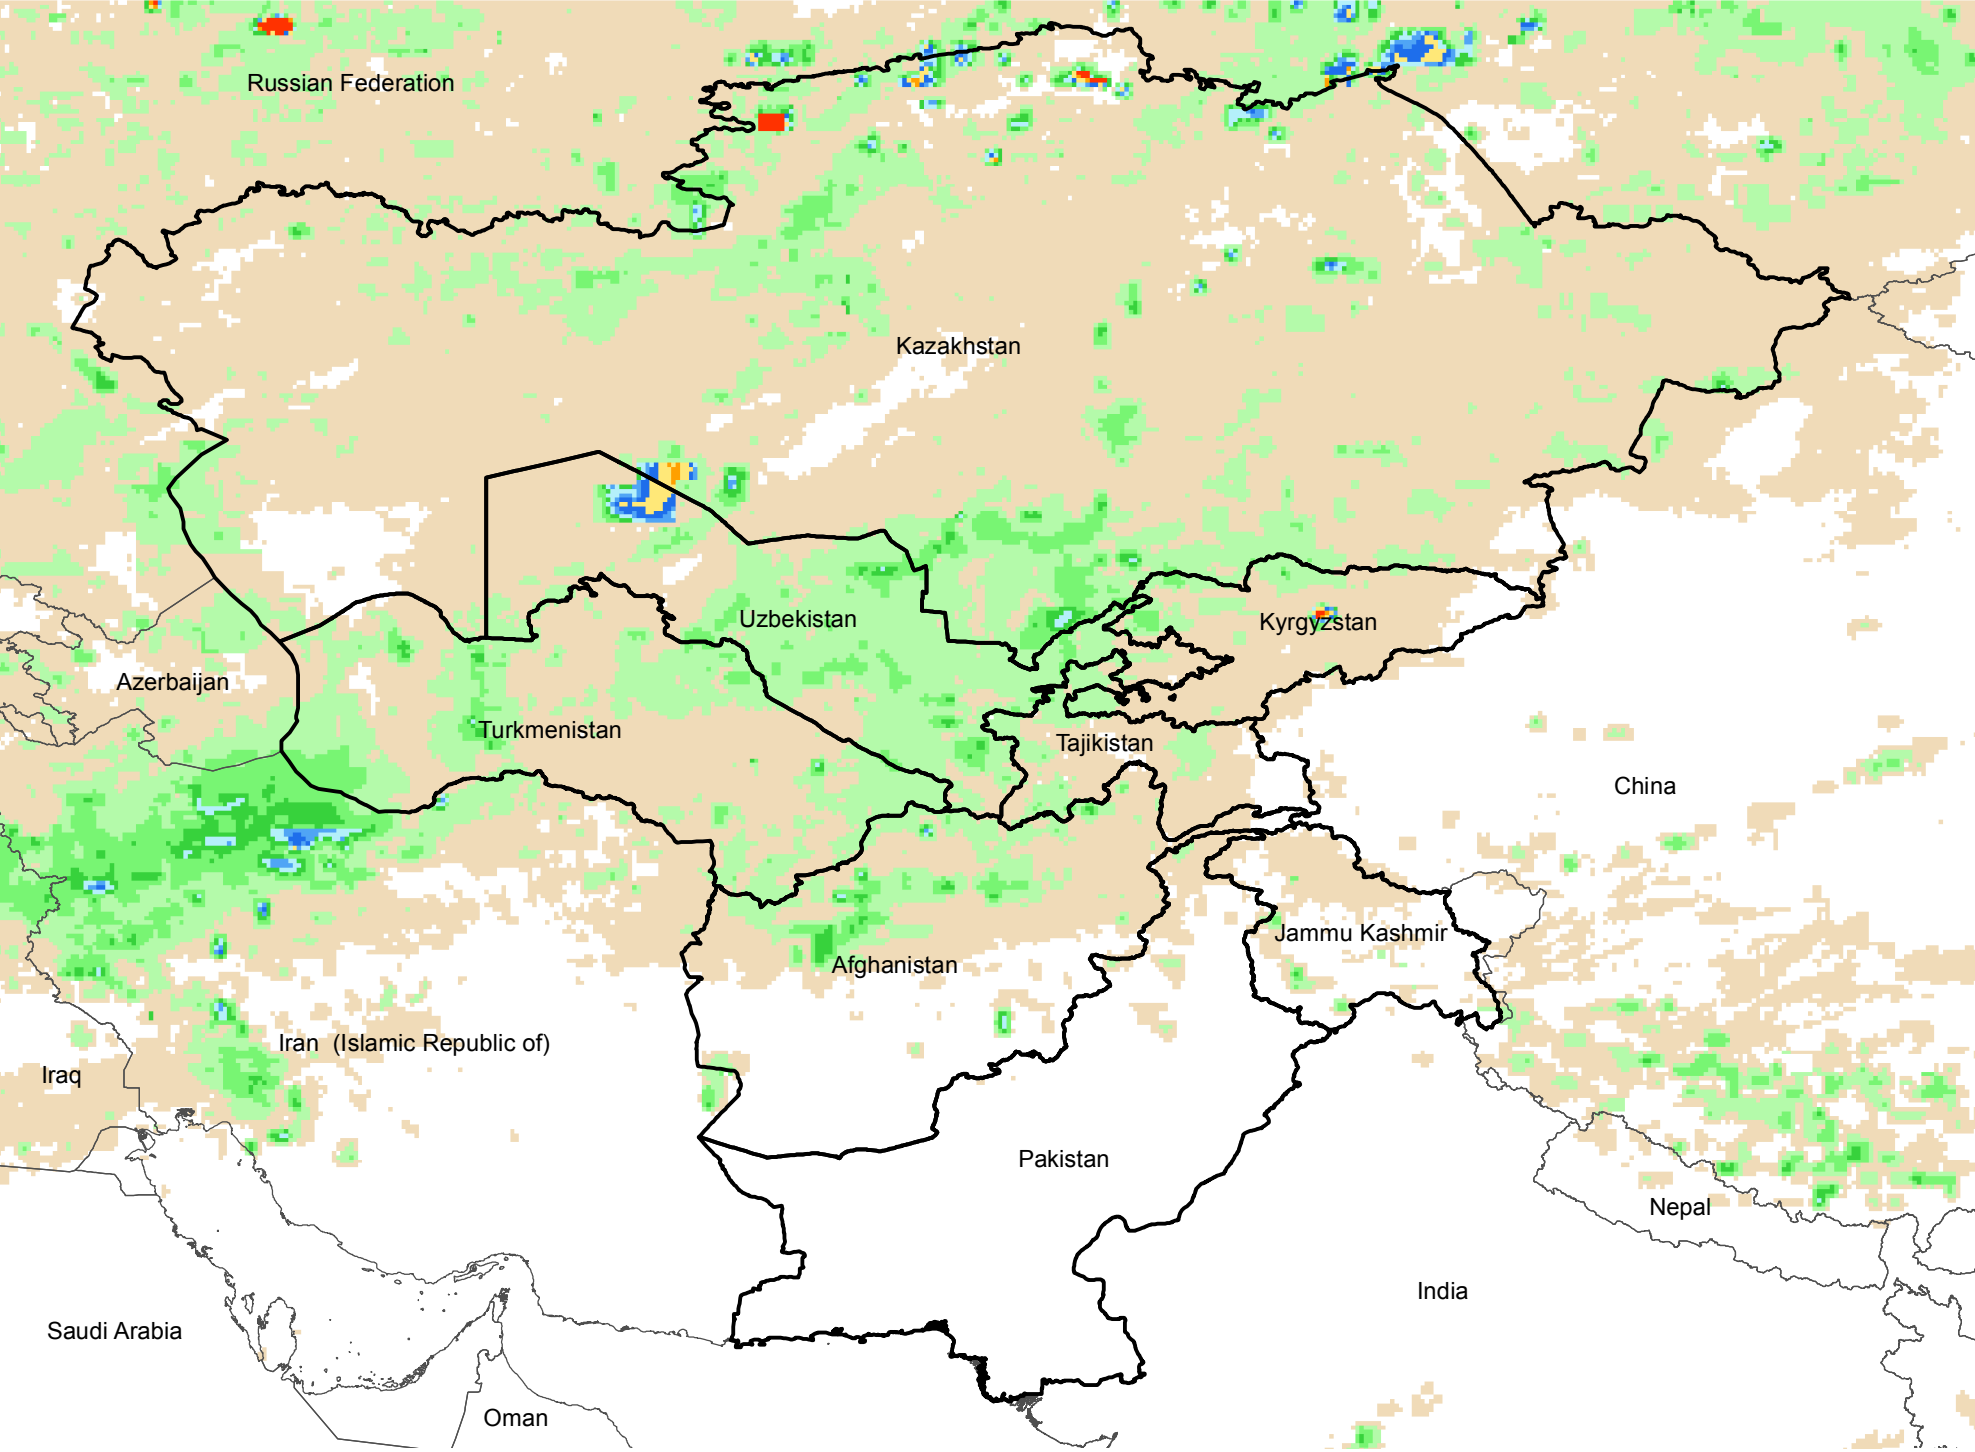 Russian Federation
Kazakhstan
Uzbekistan
Kyrgyzstan
Azerbaijan
Turkmenistan
Tajikistan
China
Jammu Kashmir
Afghanistan
Iran  (Islamic Republic of)
Iraq
Pakistan
Nepal
India
Saudi Arabia
Oman